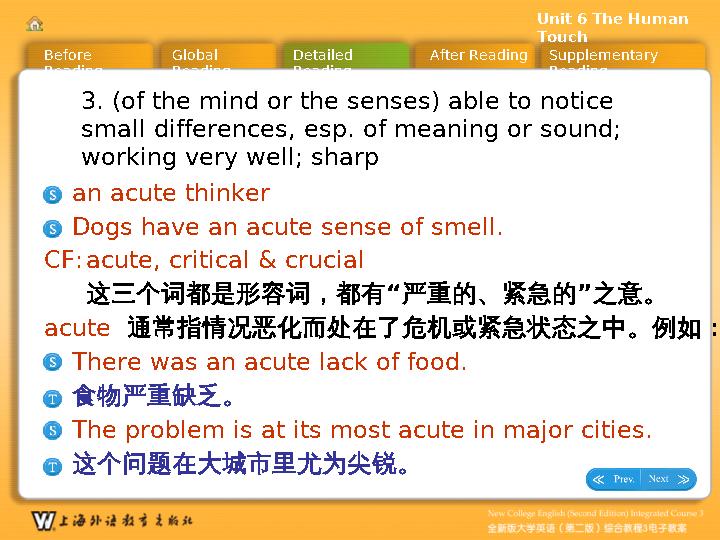 Unit 6 The Human
Touch
Before
Reading
Global
Reading
Detailed
Reading
After Reading
Supplementary
Reading
3. (of the mind or the senses) able to notice
small differences, esp. of meaning or sound;
working very well; sharp
S an acute thinker
S Dogs have an acute sense of smell.
CF: acute, critical & crucial
这三个词都是形容词，都有“严重的、紧急的”之意。
acute 通常指情况恶化而处在了危机或紧急状态之中。例如：
S There was an acute lack of food.
T 食物严重缺乏。
S The problem is at its most acute in major cities.
T 这个问题在大城市里尤为尖锐。
Prev. Next
W 上海外语教育出版社
New College English (Second Edition) Integrated Course 3
全新版大学英语（第二版）综合教程3电子教案